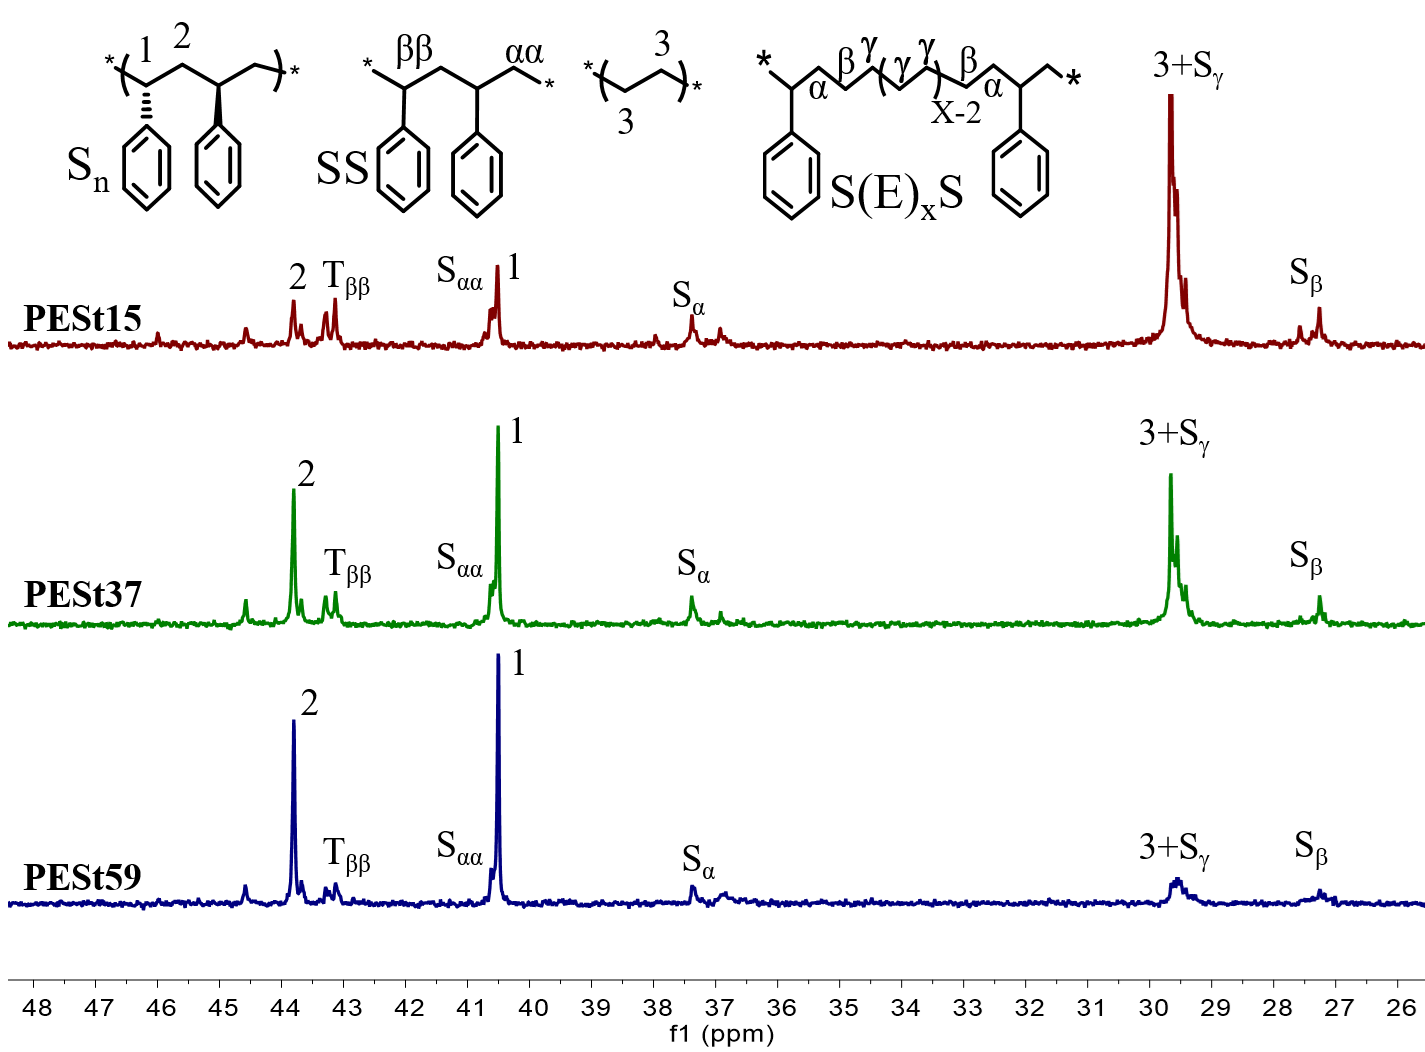 * ( 1 2 ) *
Sₙ
* ββ αα *
SS
* ( 3 3 ) *
* α β γ ( γ γ ) X-2 β α *
S(E)ₓS
3+Sγ
2 Tββ Sαα 1 Sα Sβ
PESt15
1
3+Sγ
2
Tββ Sαα Sα Sβ
PESt37
1
2
Tββ Sαα Sα 3+Sγ Sβ
PESt59
48 47 46 45 44 43 42 41 40 39 38 37 36 35 34 33 32 31 30 29 28 27 26
f1 (ppm)